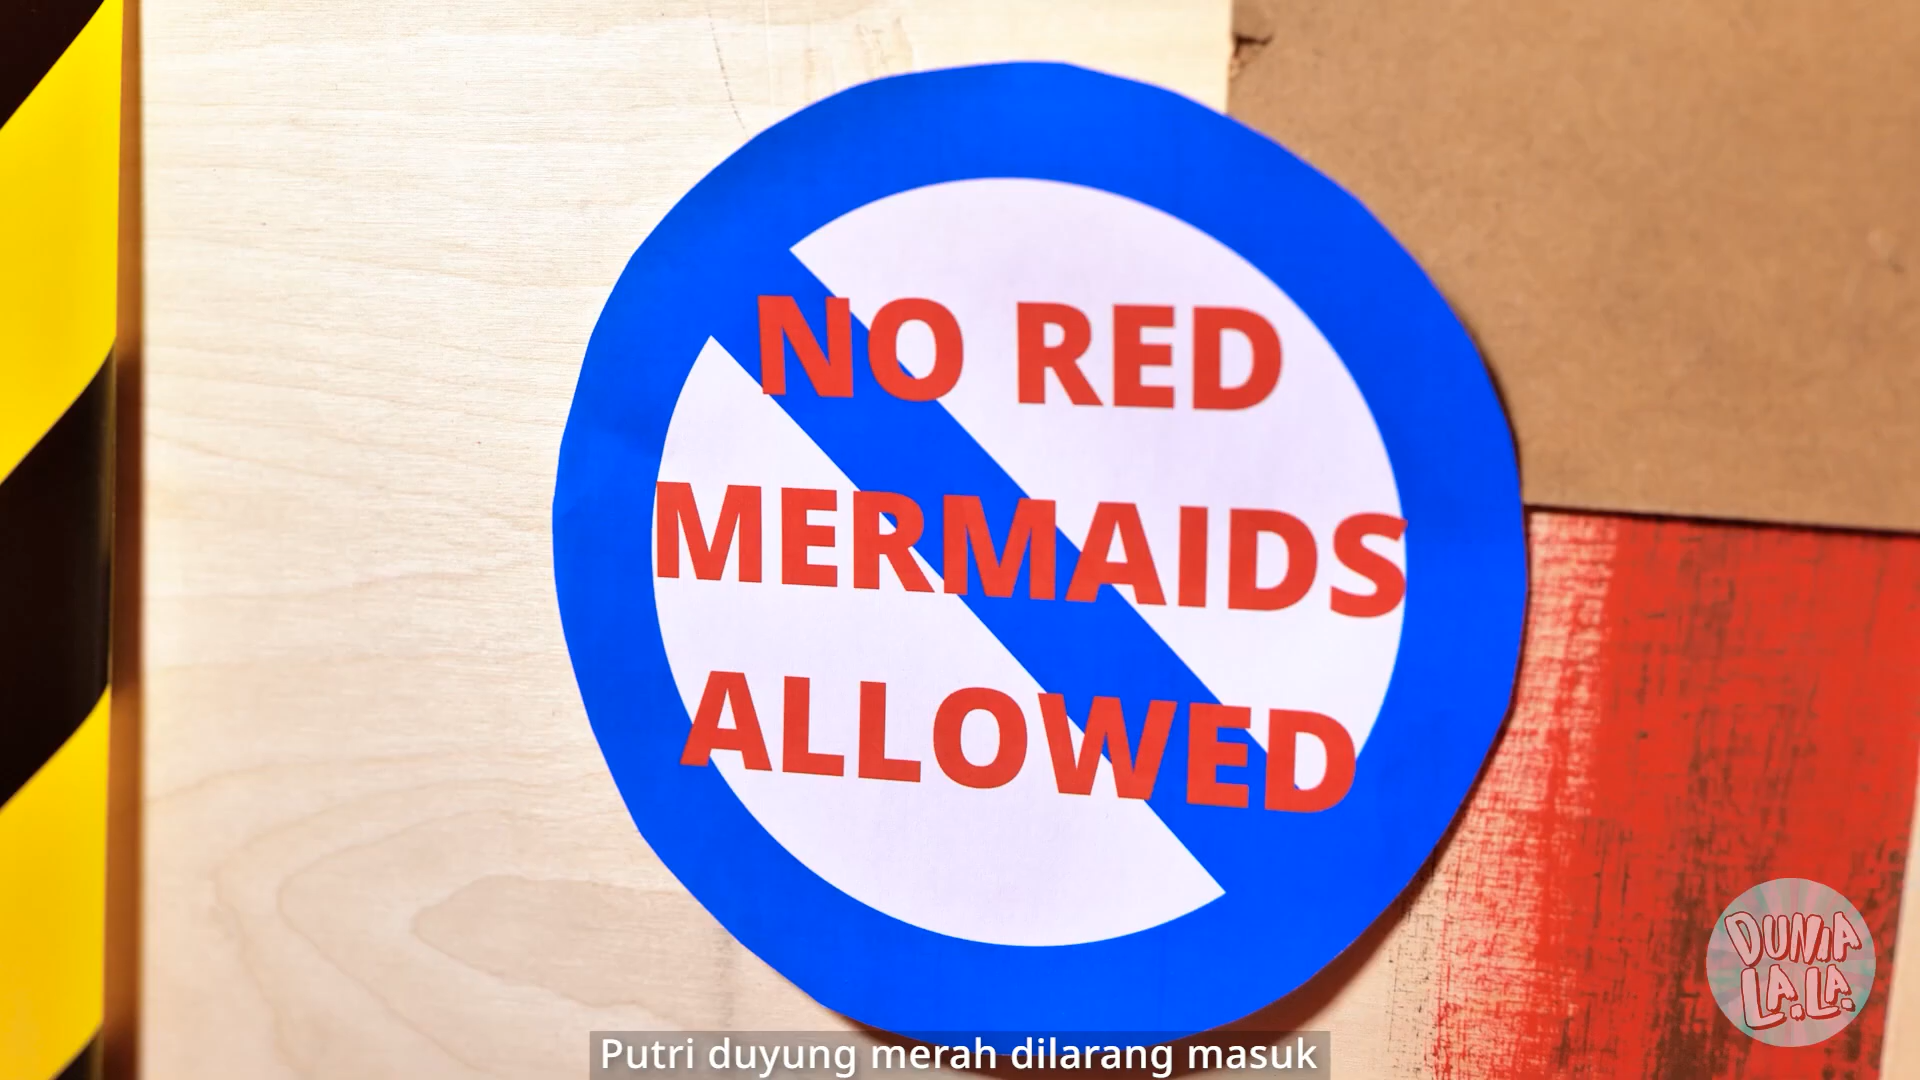 NO RED
MERMAIDS
ALLOWED
DUNIA
LA.LA.
Putri duyung merah dilarang masuk